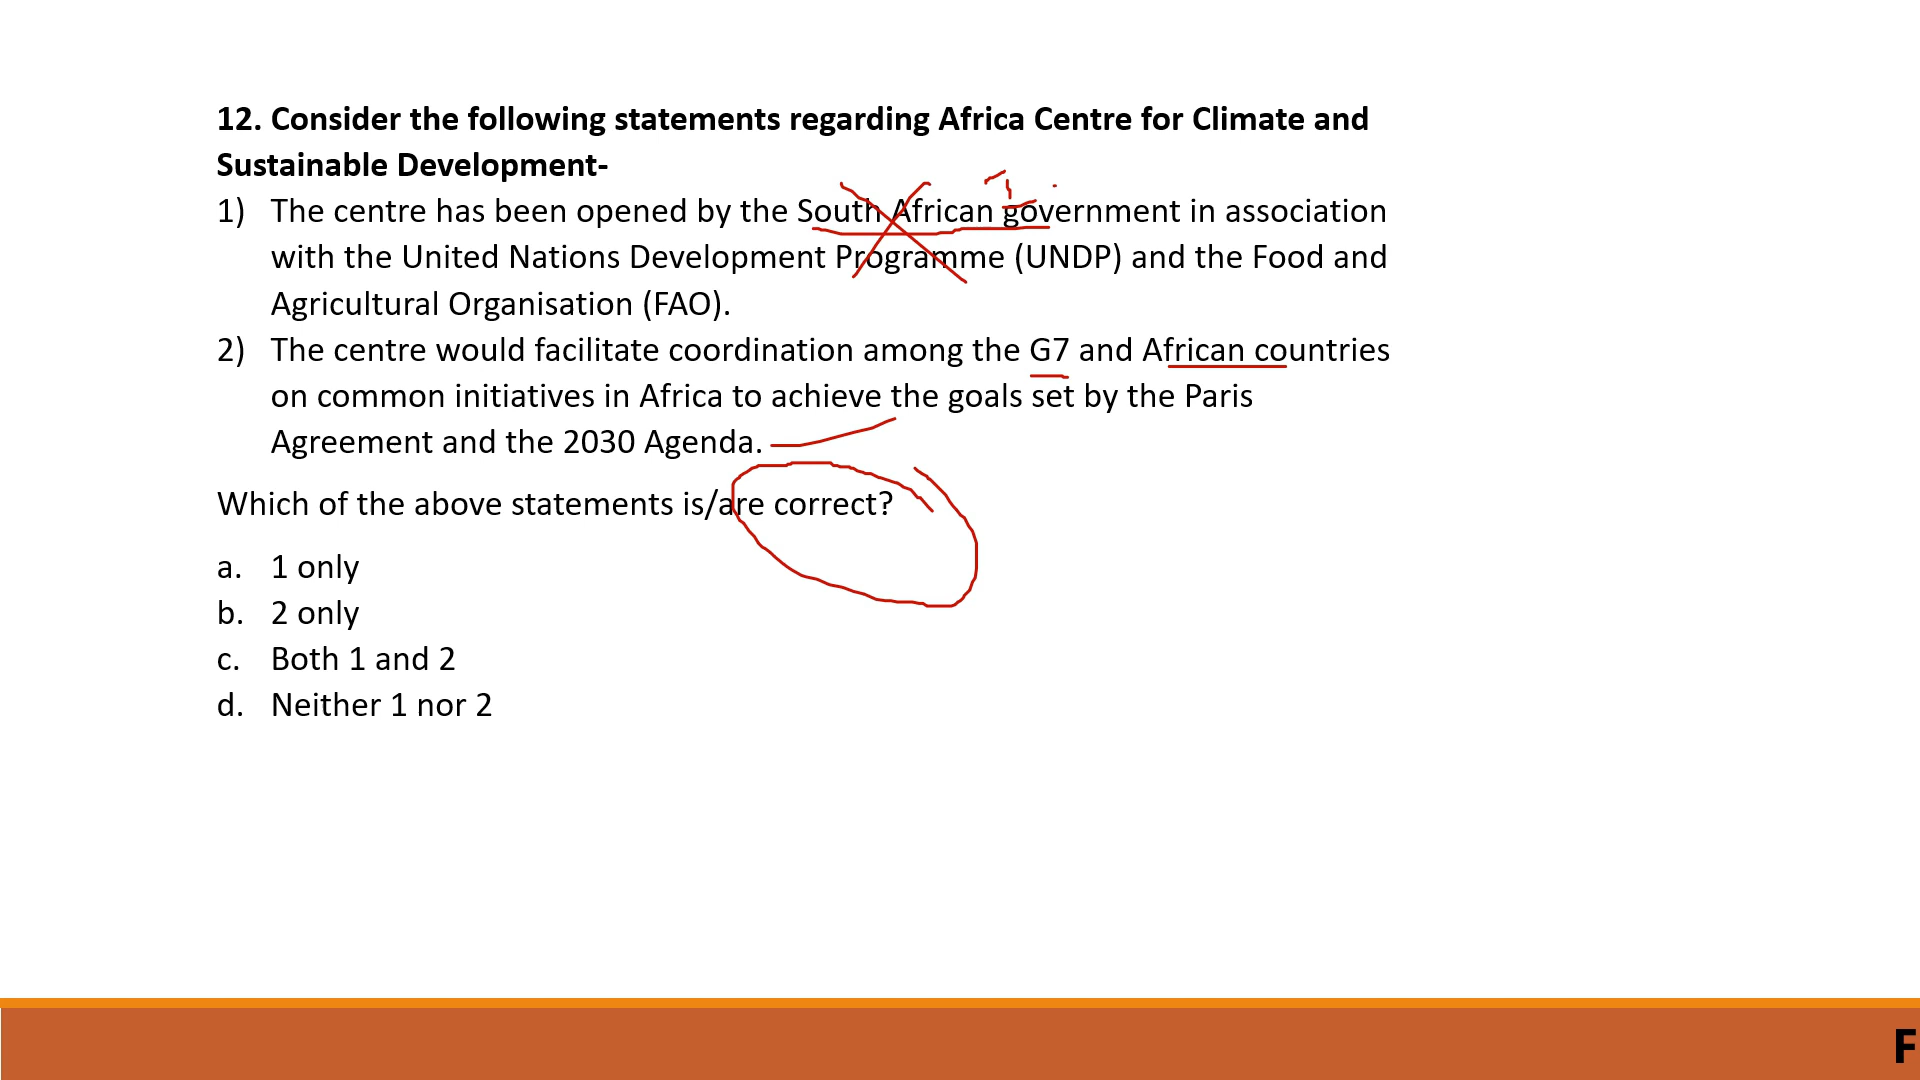 12. Consider the following statements regarding Africa Centre for Climate and
Sustainable Development-
1) The centre has been opened by the South African government in association
with the United Nations Development Programme (UNDP) and the Food and
Agricultural Organisation (FAO).
2) The centre would facilitate coordination among the G7 and African countries
on common initiatives in Africa to achieve the goals set by the Paris
Agreement and the 2030 Agenda.
Which of the above statements is/are correct?
a. 1 only
b. 2 only
c. Both 1 and 2
d. Neither 1 nor 2
F